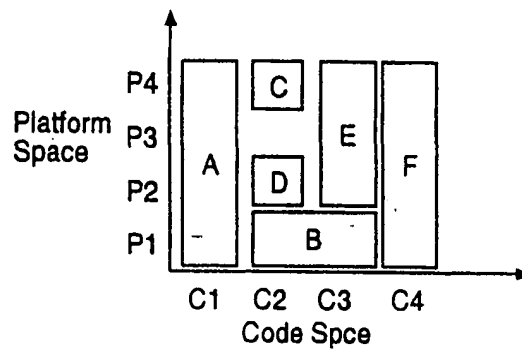 P4
C
Platform
Space
P3
A
E
F
P2
D
P1
B
C1 C2 C3 C4
Code Spce